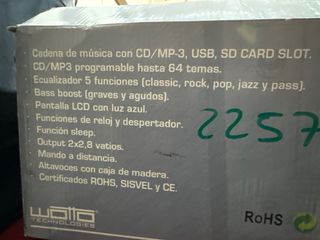 - Cadena de música con CD/MP-3, USB, SD CARD SLOT.
- CD/MP3 programable hasta 64 temas.
- Ecualizador 5 funciones (classic, rock, pop, jazz y pass).
- Bass boost (graves y agudos).
- Pantalla LCD con luz azul.
- Funciones de reloj y despertador.
- Función sleep.
- Output 2x2,8 vatios.
- Mando a distancia.
- Altavoces con caja de madera.
- Certificados ROHS, SISVEL y CE.
2257
wolta
TECHNOLOGIES
RoHS